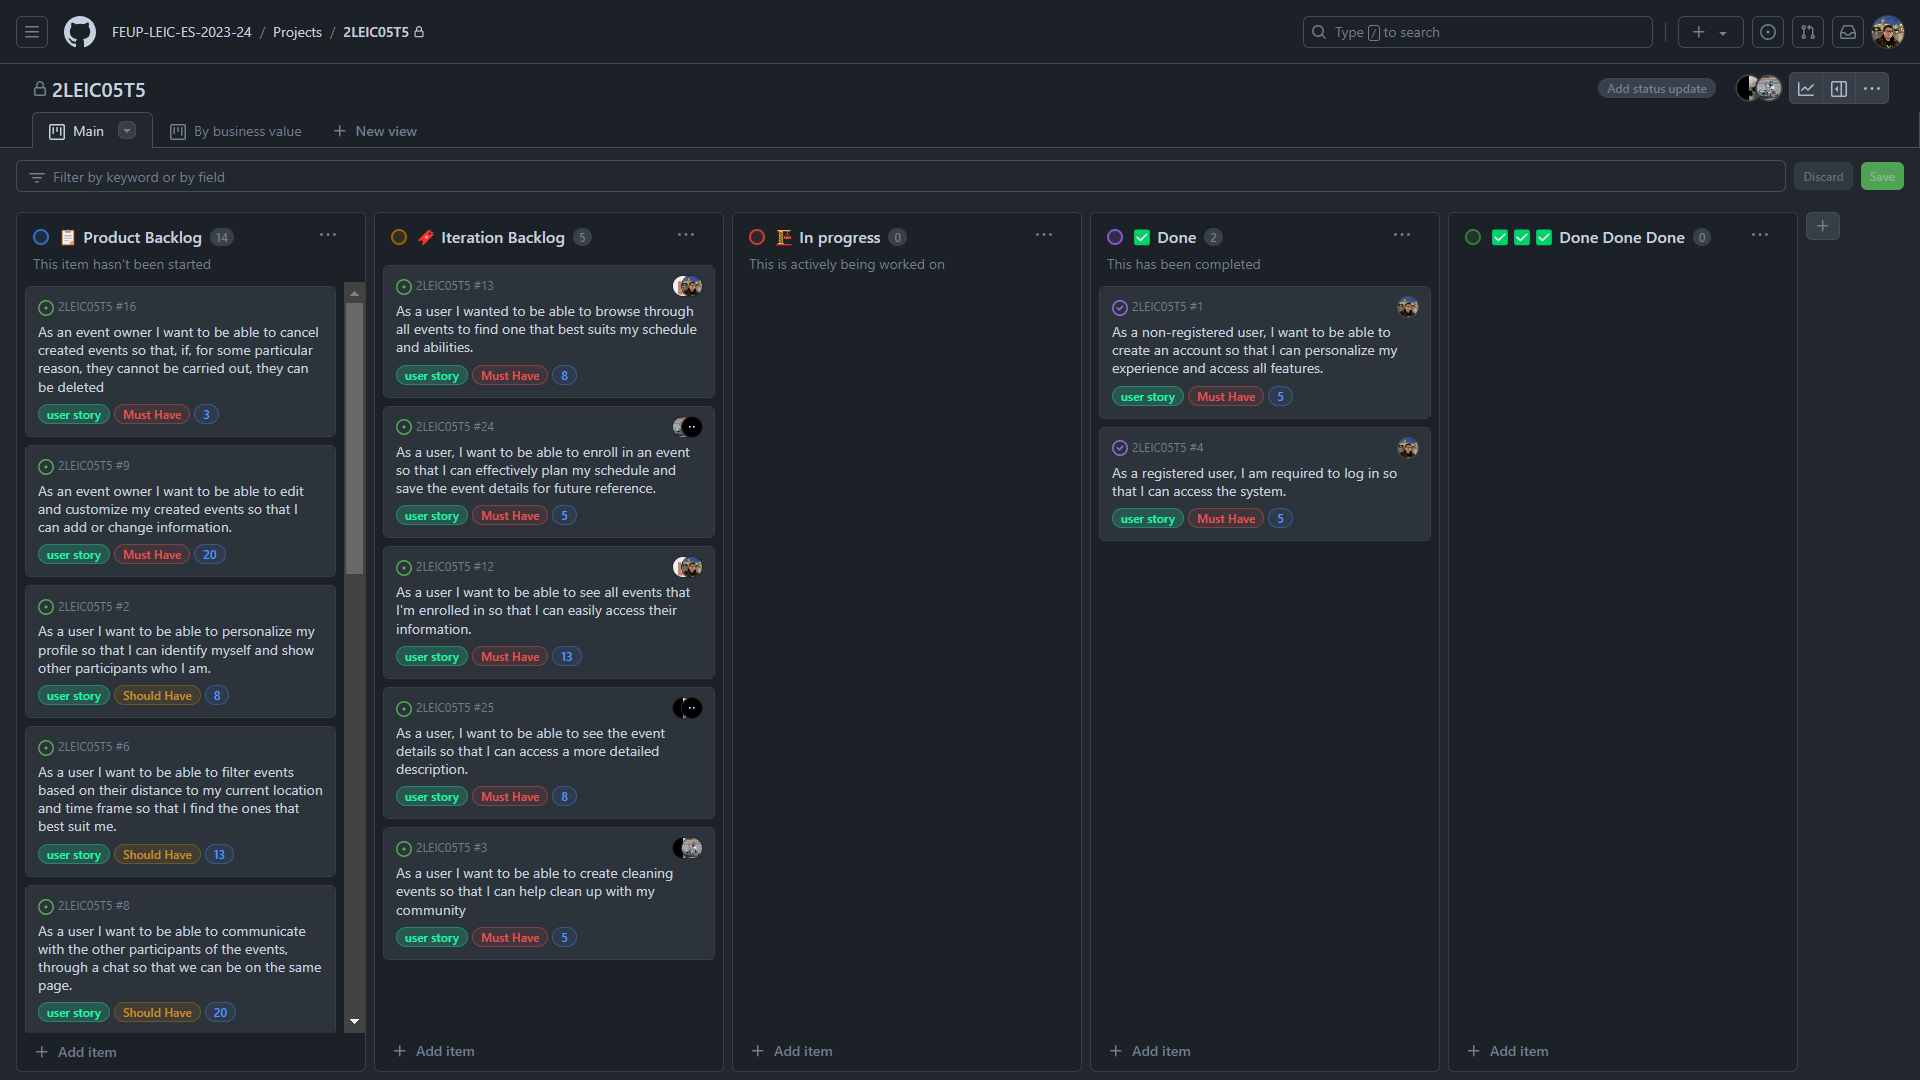 FEUP-LEIC-ES-2023-24 / Projects / 2LEIC05T5
Type / to search
2LEIC05T5
Add status update
Main
By business value
New view
Filter by keyword or by field
Discard
Save
Product Backlog 14
This item hasn't been started
2LEIC05T5 #16
As an event owner I want to be able to cancel
created events so that, if, for some particular
reason, they cannot be carried out, they can
be deleted
user story Must Have 3
2LEIC05T5 #9
As an event owner I want to be able to edit
and customize my created events so that I
can add or change information.
user story Must Have 20
2LEIC05T5 #2
As a user I want to be able to personalize my
profile so that I can identify myself and show
other participants who I am.
user story Should Have 8
2LEIC05T5 #6
As a user I want to be able to filter events
based on their distance to my current location
and time frame so that I find the ones that
best suit me.
user story Should Have 13
2LEIC05T5 #8
As a user I want to be able to communicate
with the other participants of the events,
through a chat so that we can be on the same
page.
user story Should Have 20
Add item
Iteration Backlog 5
2LEIC05T5 #13
As a user I wanted to be able to browse through
all events to find one that best suits my schedule
and abilities.
user story Must Have 8
2LEIC05T5 #24
As a user, I want to be able to enroll in an event
so that I can effectively plan my schedule and
save the event details for future reference.
user story Must Have 5
2LEIC05T5 #12
As a user I want to be able to see all events that
I'm enrolled in so that I can easily access their
information.
user story Must Have 13
2LEIC05T5 #25
As a user, I want to be able to see the event
details so that I can access a more detailed
description.
user story Must Have 8
2LEIC05T5 #3
As a user I want to be able to create cleaning
events so that I can help clean up with my
community
user story Must Have 5
Add item
In progress 0
This is actively being worked on
Add item
Done 2
This has been completed
2LEIC05T5 #1
As a non-registered user, I want to be able to
create an account so that I can personalize my
experience and access all features.
user story Must Have 5
2LEIC05T5 #4
As a registered user, I am required to log in so
that I can access the system.
user story Must Have 5
Add item
Done Done Done 0
Add item